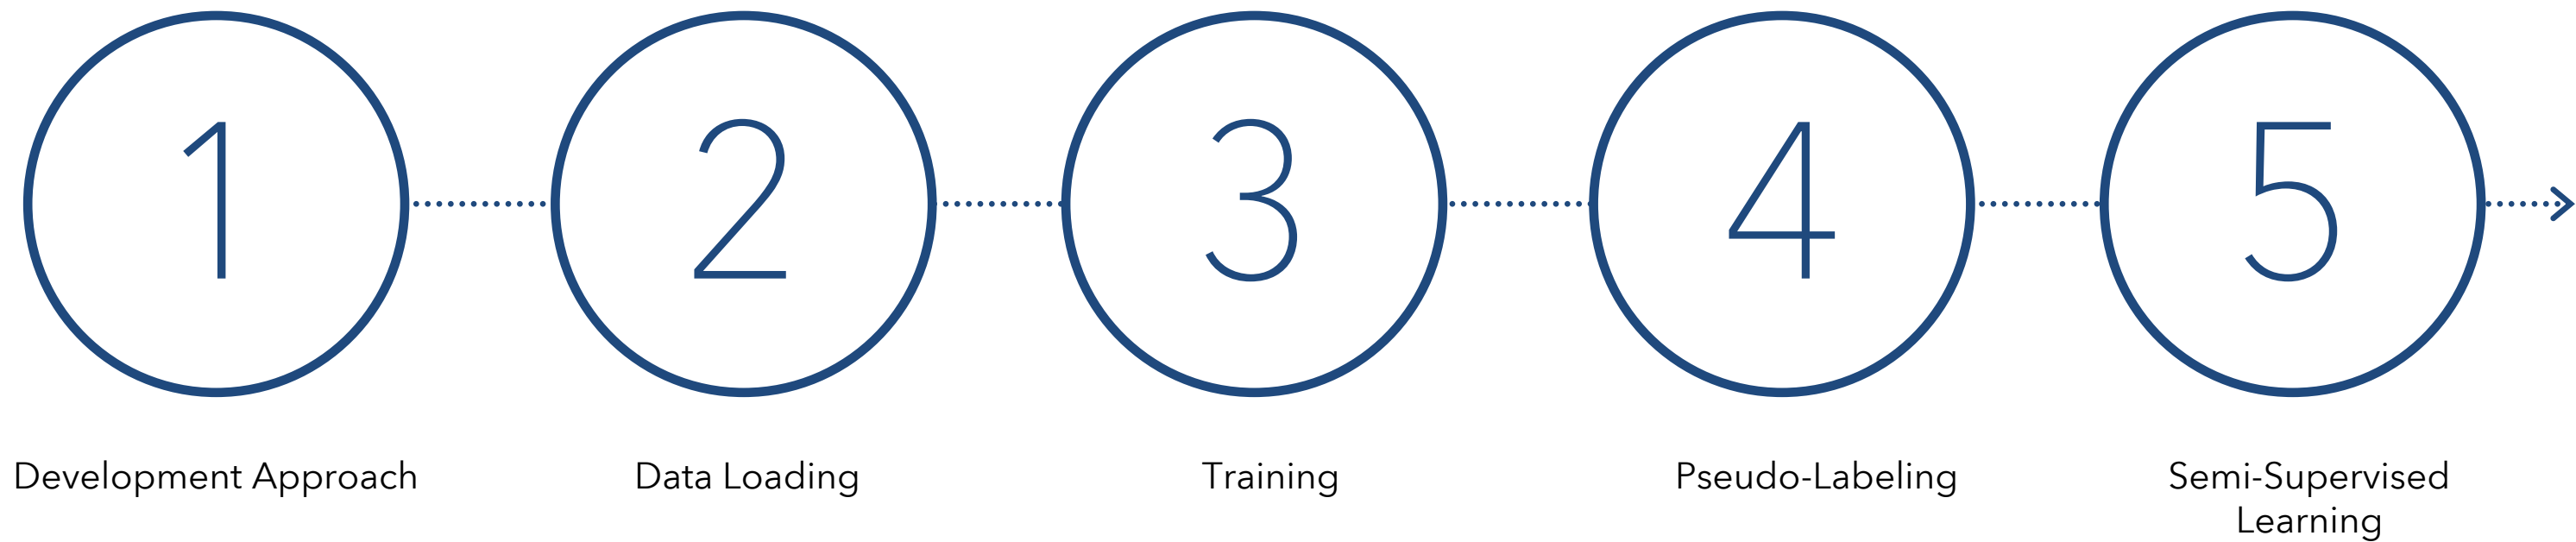 1
2
3
4
5
Development Approach
Data Loading
Training
Pseudo-Labeling
Semi-Supervised
Learning